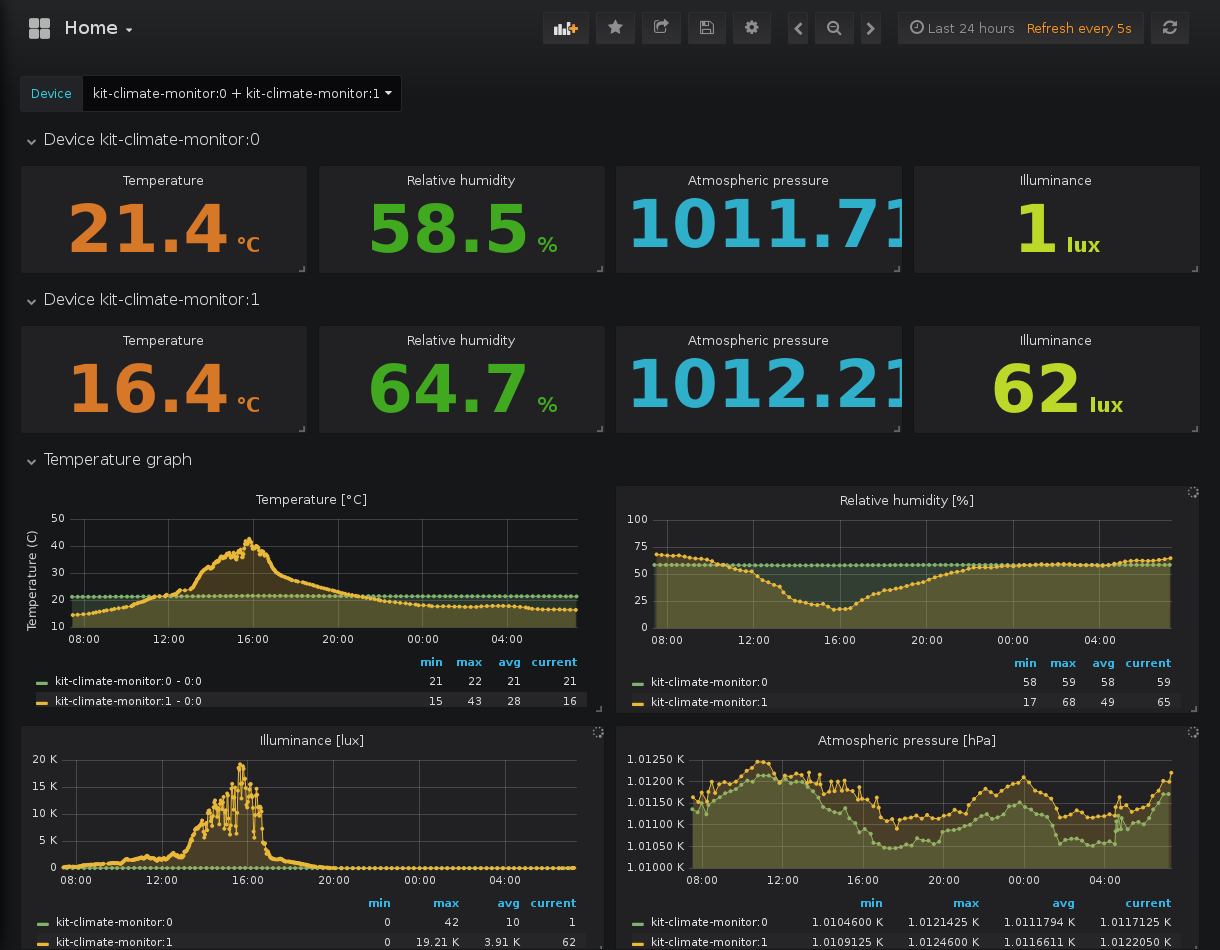 Home
Last 24 hours Refresh every 5s
Device kit-climate-monitor:0 + kit-climate-monitor:1
Device kit-climate-monitor:0
Temperature Relative humidity Atmospheric pressure Illuminance
21.4 °C 58.5 % 1011.71 1 lux
Device kit-climate-monitor:1
Temperature Relative humidity Atmospheric pressure Illuminance
16.4 °C 64.7 % 1012.21 62 lux
Temperature graph
Temperature [°C]
Temperature (C)
50
40
30
20
10
08:00 12:00 16:00 20:00 00:00 04:00
min max avg current
kit-climate-monitor:0 - 0:0 21 22 21 21
kit-climate-monitor:1 - 0:0 15 43 28 16
Relative humidity [%]
100
75
50
25
0
08:00 12:00 16:00 20:00 00:00 04:00
min max avg current
kit-climate-monitor:0 58 59 58 59
kit-climate-monitor:1 17 68 49 65
Illuminance [lux]
20 K
15 K
10 K
5 K
0
08:00 12:00 16:00 20:00 00:00 04:00
min max avg current
kit-climate-monitor:0 0 42 10 1
kit-climate-monitor:1 0 19.21 K 3.91 K 62
Atmospheric pressure [hPa]
1.01250 K
1.01200 K
1.01150 K
1.01100 K
1.01050 K
1.01000 K
08:00 12:00 16:00 20:00 00:00 04:00
min max avg current
kit-climate-monitor:0 1.0104600 K 1.0121425 K 1.0111794 K 1.0117125 K
kit-climate-monitor:1 1.0109125 K 1.0124600 K 1.0116611 K 1.0122050 K